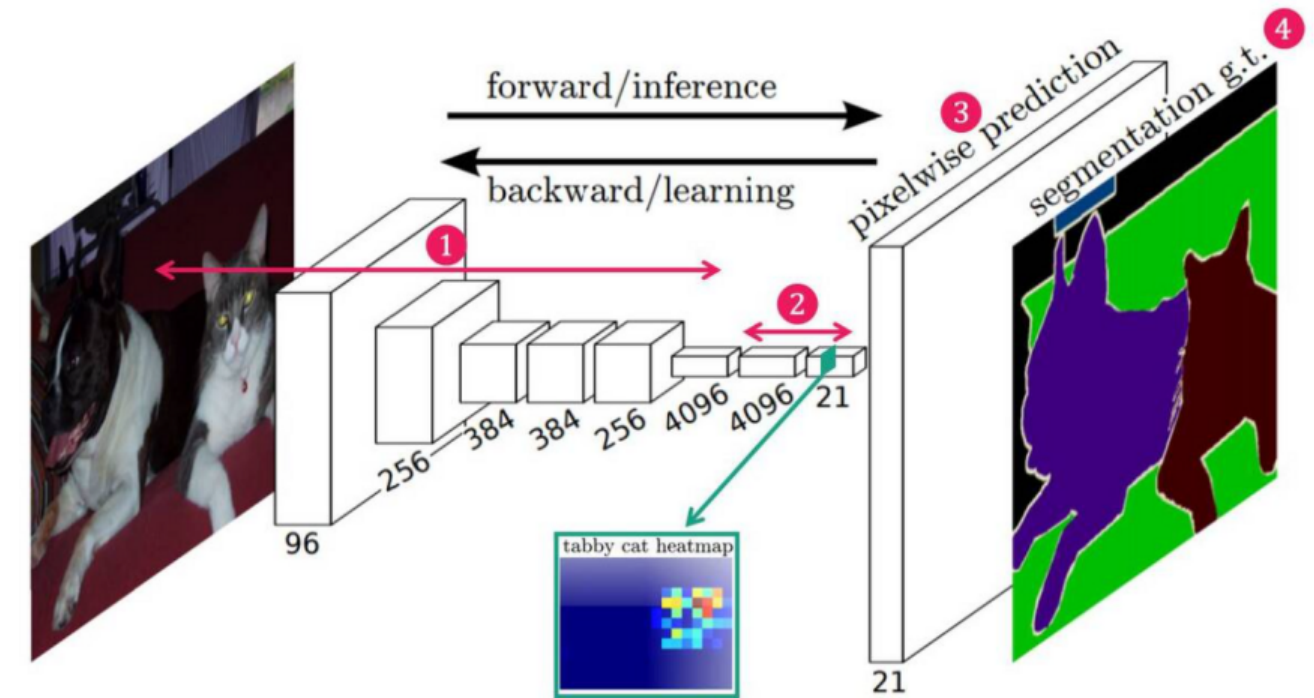 4
forward/inference
3
pixelwise prediction
segmentation g.t.
backward/learning
1
2
21
384
384
256
4096
4096
256
96
tabby cat heatmap
21